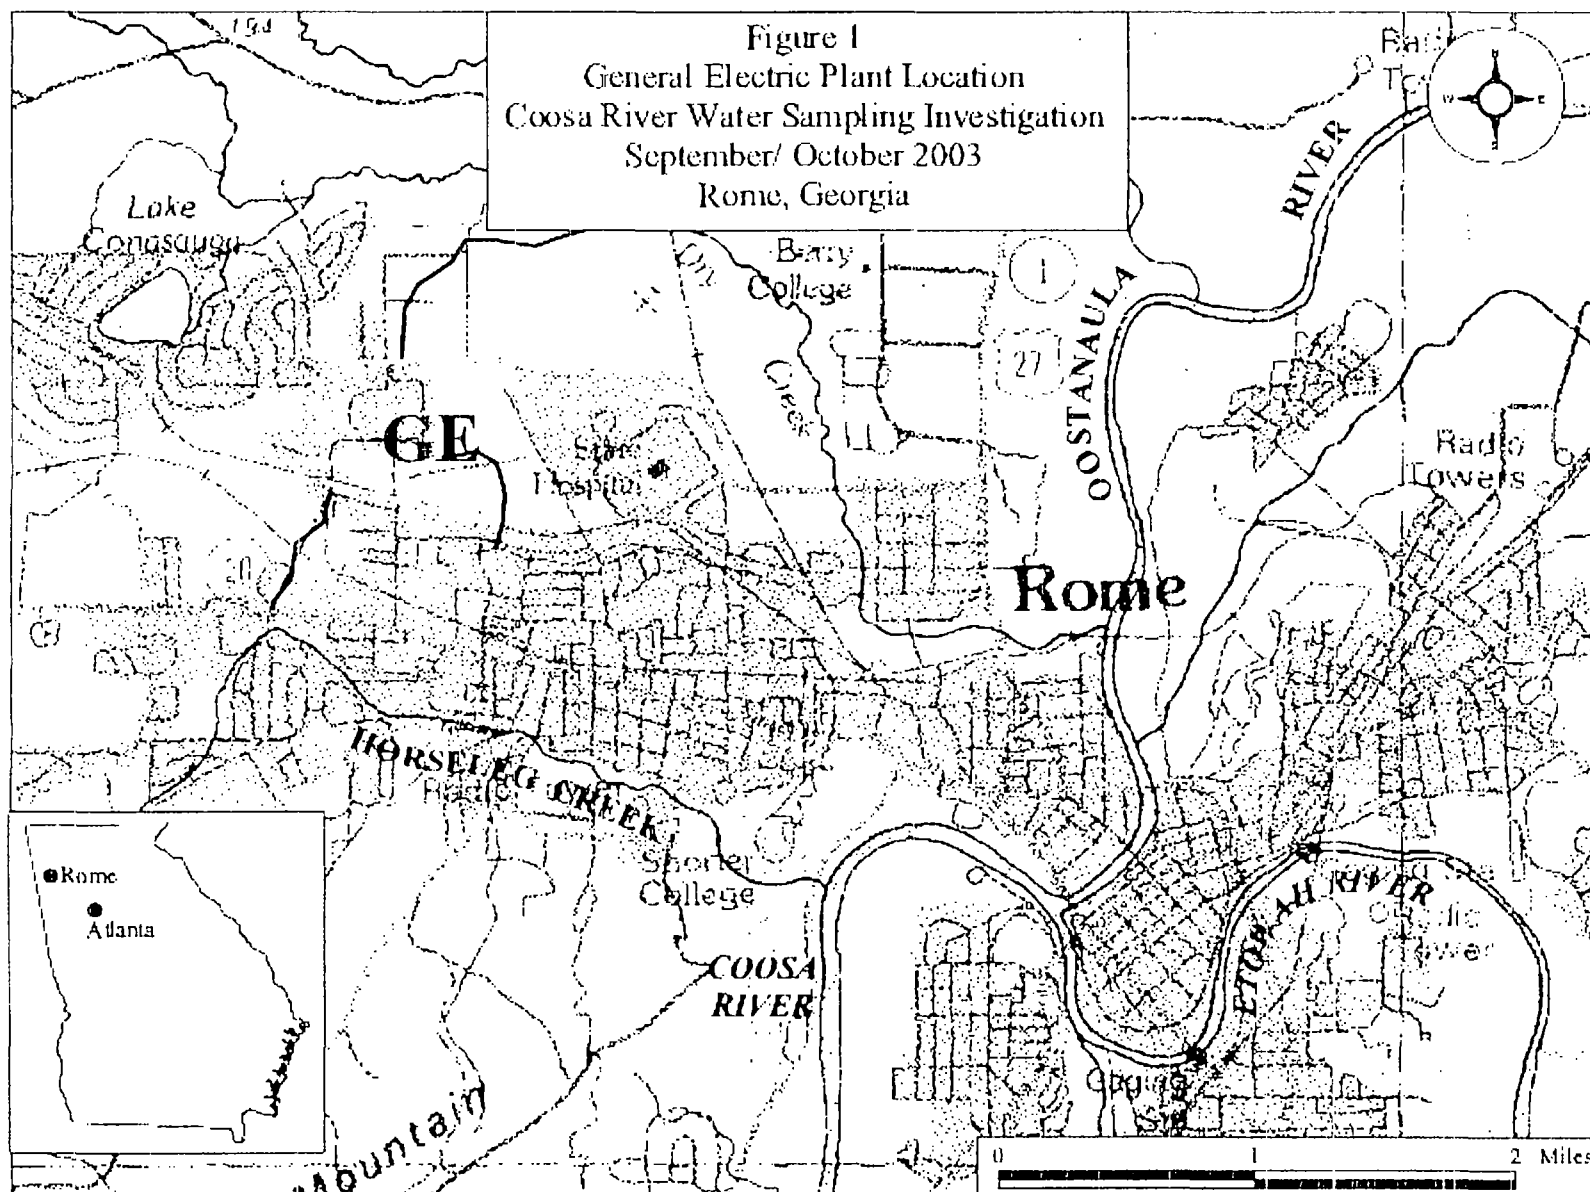 Figure 1
General Electric Plant Location
Coosa River Water Sampling Investigation
September/ October 2003
Rome, Georgia
N
W
E
S
RIVER
Lake
Conasauga
Dry
Berry
College
1
OOSTANAULA
27
Creek
GE
State
Hospital
Radio
Towers
Rome
HORSELEG CREEK
Shorter
College
ETOWAH RIVER
Tower
COOSA
RIVER
Rome
Atlanta
Mountain
0
1
2
Miles